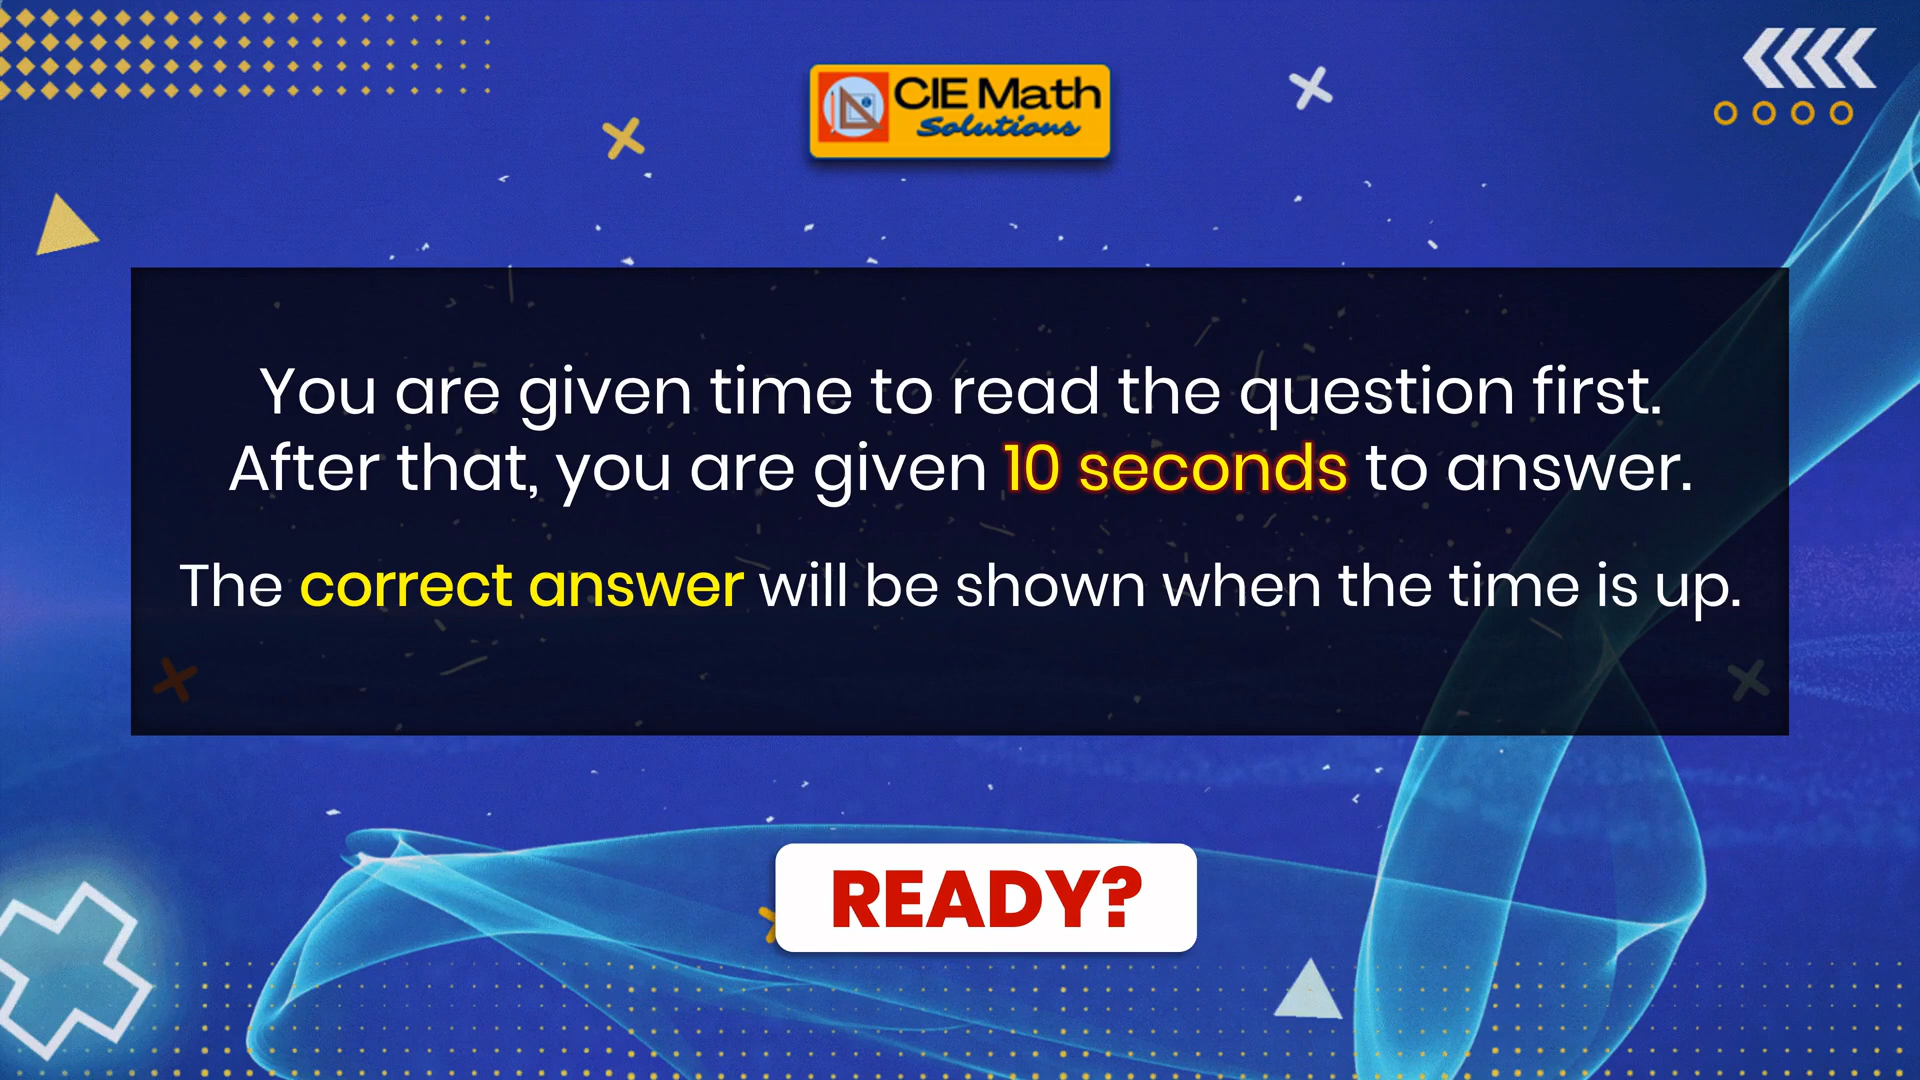 CIE Math
Solutions
You are given time to read the question first.
After that, you are given 10 seconds to answer.
The correct answer will be shown when the time is up.
READY?